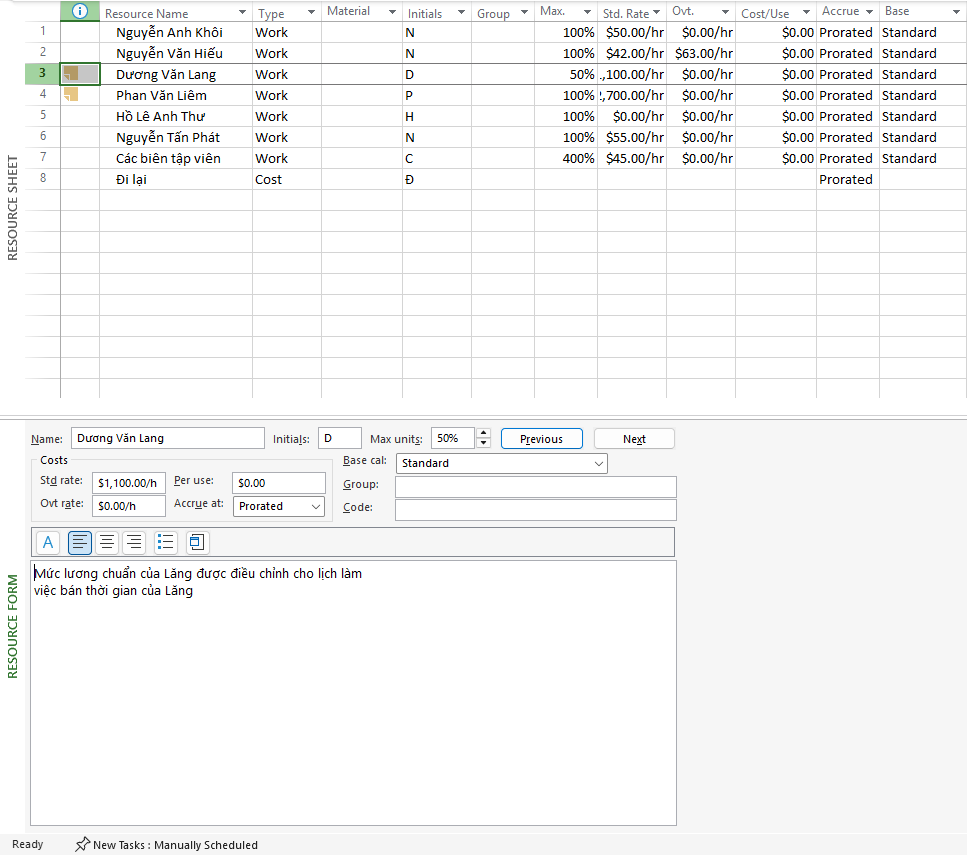 Resource Name Type Material Initials Group Max. Std. Rate Ovt. Cost/Use Accrue Base
1 Nguyễn Anh Khôi Work N 100% $50.00/hr $0.00/hr $0.00 Prorated Standard
2 Nguyễn Văn Hiếu Work N 100% $42.00/hr $63.00/hr $0.00 Prorated Standard
3 Dương Văn Lang Work D 50% ,100.00/hr $0.00/hr $0.00 Prorated Standard
4 Phan Văn Liêm Work P 100% ,700.00/hr $0.00/hr $0.00 Prorated Standard
5 Hồ Lê Anh Thư Work H 100% $0.00/hr $0.00/hr $0.00 Prorated Standard
6 Nguyễn Tấn Phát Work N 100% $55.00/hr $0.00/hr $0.00 Prorated Standard
7 Các biên tập viên Work C 400% $45.00/hr $0.00/hr $0.00 Prorated Standard
8 Đi lại Cost Đ Prorated
RESOURCE SHEET
Name: Dương Văn Lang Initials: D Max units: 50% Previous Next
Costs Base cal: Standard
Std rate: $1,100.00/h Per use: $0.00 Group:
Ovt rate: $0.00/h Accrue at: Prorated Code:
A
Mức lương chuẩn của Lăng được điều chỉnh cho lịch làm
việc bán thời gian của Lăng
RESOURCE FORM
Ready New Tasks : Manually Scheduled